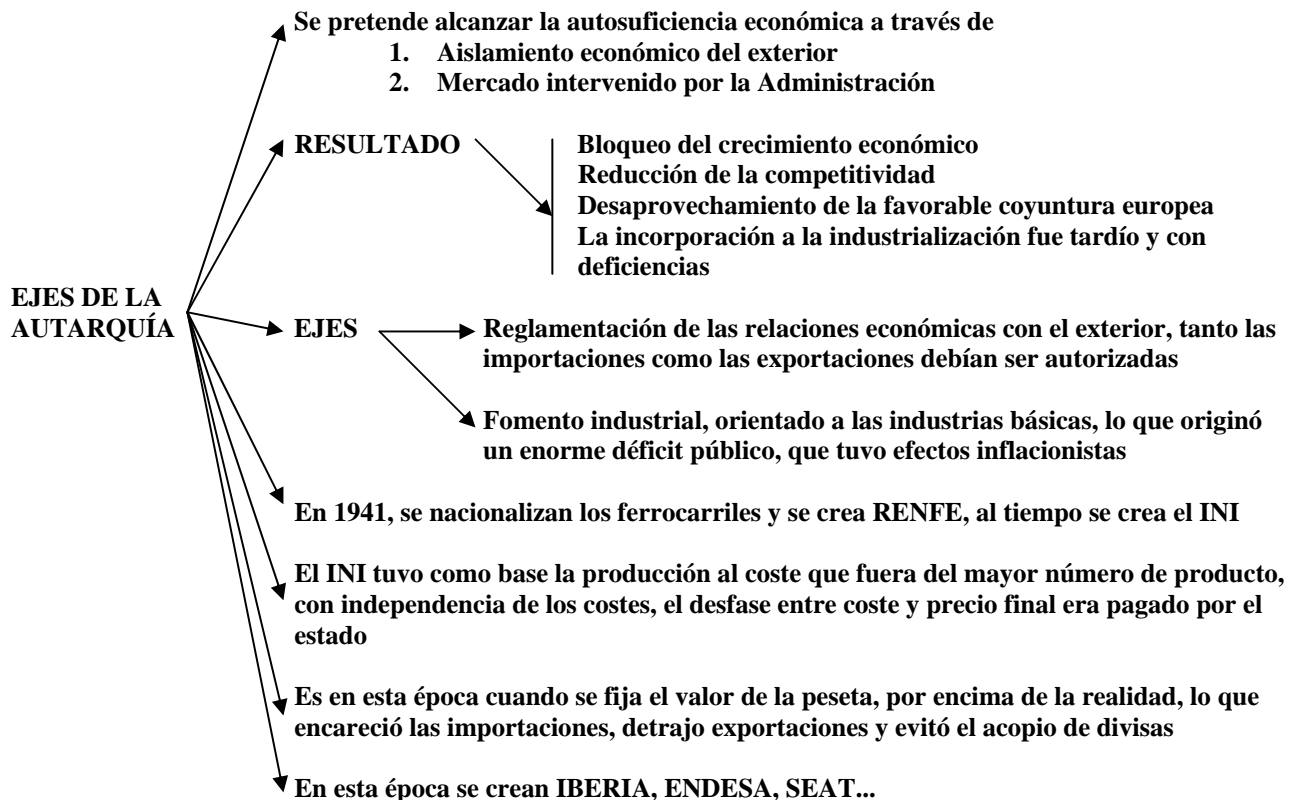 Se pretende alcanzar la autosuficiencia económica a través de
1. Aislamiento económico del exterior
2. Mercado intervenido por la Administración
RESULTADO
Bloqueo del crecimiento económico
Reducción de la competitividad
Desaprovechamiento de la favorable coyuntura europea
La incorporación a la industrialización fue tardío y con
deficiencias
EJES DE LA
AUTARQUÍA
EJES
Reglamentación de las relaciones económicas con el exterior, tanto las
importaciones como las exportaciones debían ser autorizadas
Fomento industrial, orientado a las industrias básicas, lo que originó
un enorme déficit público, que tuvo efectos inflacionistas
En 1941, se nacionalizan los ferrocarriles y se crea RENFE, al tiempo se crea el INI
El INI tuvo como base la producción al coste que fuera del mayor número de producto,
con independencia de los costes, el desfase entre coste y precio final era pagado por el
estado
Es en esta época cuando se fija el valor de la peseta, por encima de la realidad, lo que
encareció las importaciones, detrajo exportaciones y evitó el acopio de divisas
En esta época se crean IBERIA, ENDESA, SEAT...